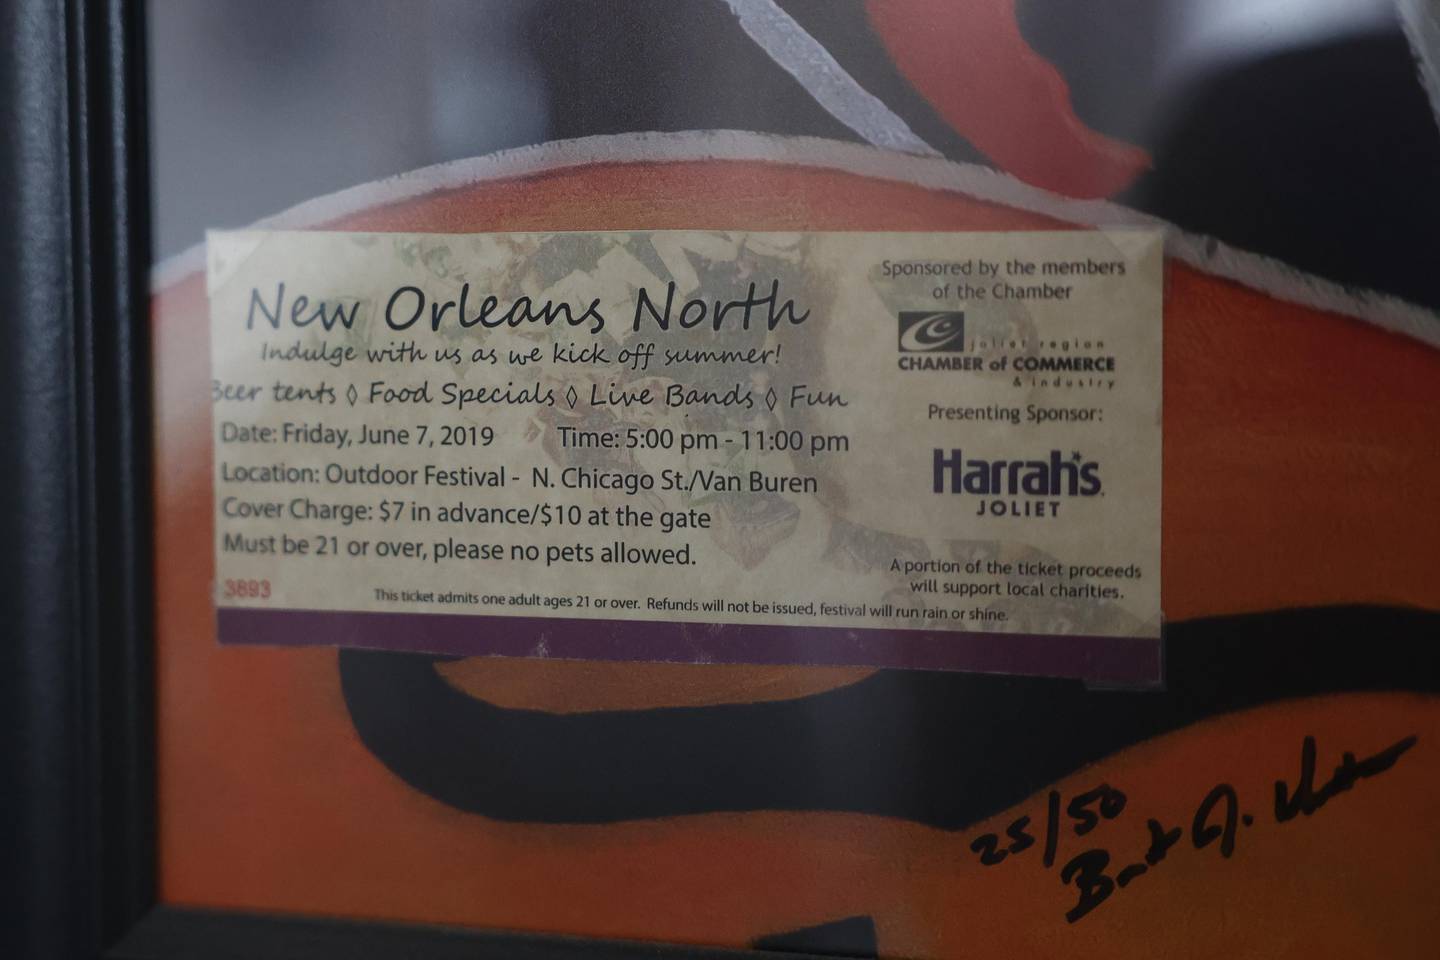 New Orleans North
Indulge with us as we kick off summer!
Beer tents ◊ Food Specials ◊ Live Bands ◊ Fun
Date: Friday, June 7, 2019 Time: 5:00 pm - 11:00 pm
Location: Outdoor Festival - N. Chicago St./Van Buren
Cover Charge: $7 in advance/$10 at the gate
Must be 21 or over, please no pets allowed.
3893
This ticket admits one adult ages 21 or over. Refunds will not be issued, festival will run rain or shine.
Sponsored by the members
of the Chamber
joliet region
CHAMBER of COMMERCE
& industry
Presenting Sponsor:
Harrah's
JOLIET
A portion of the ticket proceeds
will support local charities.
25/50
J.